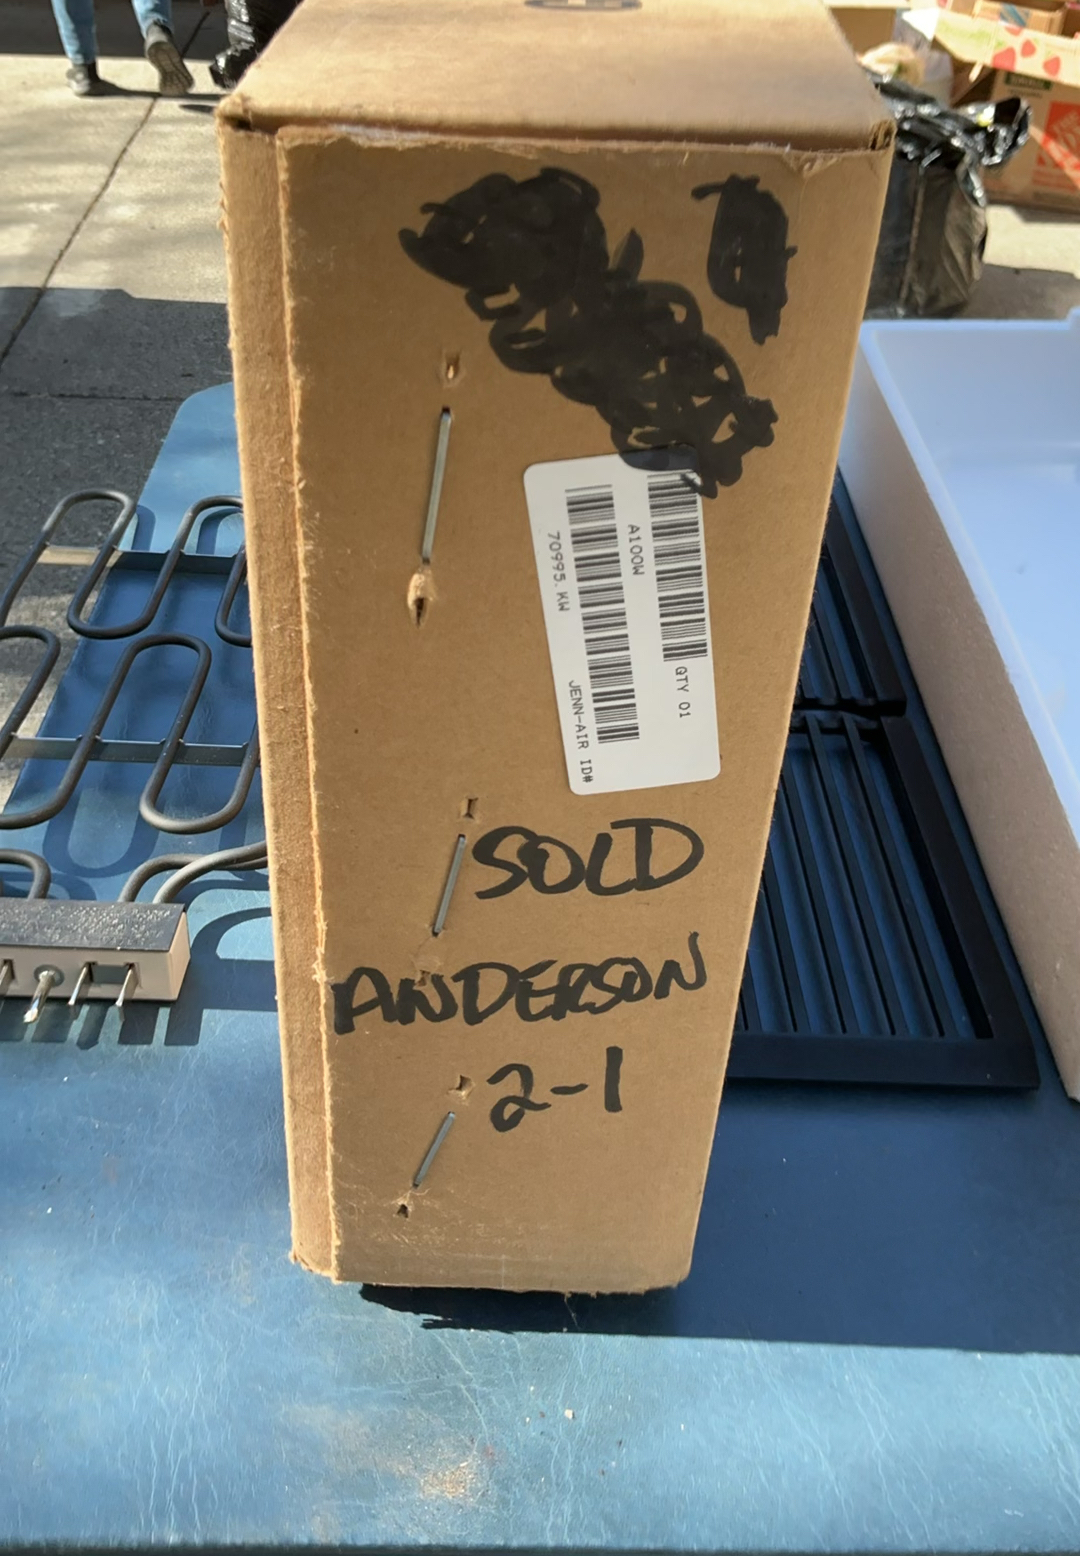 A100W
QTY 01
70995.KW
JENN-AIR ID#
SOLD
ANDERSON
2-1